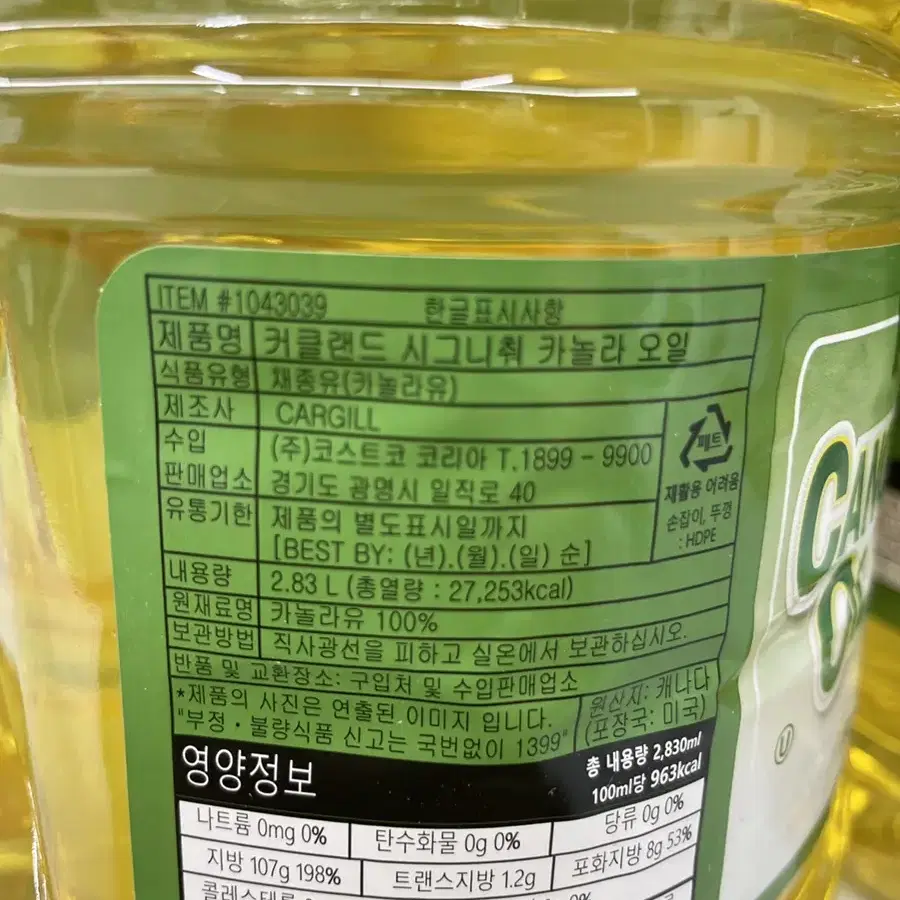 ITEM #1043039 한글표시사항
제품명 커클랜드 시그니춰 카놀라 오일
식품유형 채종유(카놀라유)
제조사 CARGILL
수입 판매업소 (주)코스트코 코리아 T.1899 - 9900
경기도 광명시 일직로 40
유통기한 제품의 별도표시일까지
[BEST BY: (년).(월).(일) 순]
페트
재활용 어려움
손잡이, 뚜껑
: HDPE
내용량 2.83 L (총열량 : 27,253kcal)
원재료명 카놀라유 100%
보관방법 직사광선을 피하고 실온에서 보관하십시오.
반품 및 교환장소: 구입처 및 수입판매업소
*제품의 사진은 연출된 이미지 입니다.
"부정 · 불량식품 신고는 국번없이 1399"
원산지: 캐나다
(포장국: 미국)
영양정보
총 내용량 2,830ml
100ml당 963kcal
나트륨 0mg 0% 탄수화물 0g 0% 당류 0g 0%
지방 107g 198% 트랜스지방 1.2g 포화지방 8g 53%
콜레스테롤